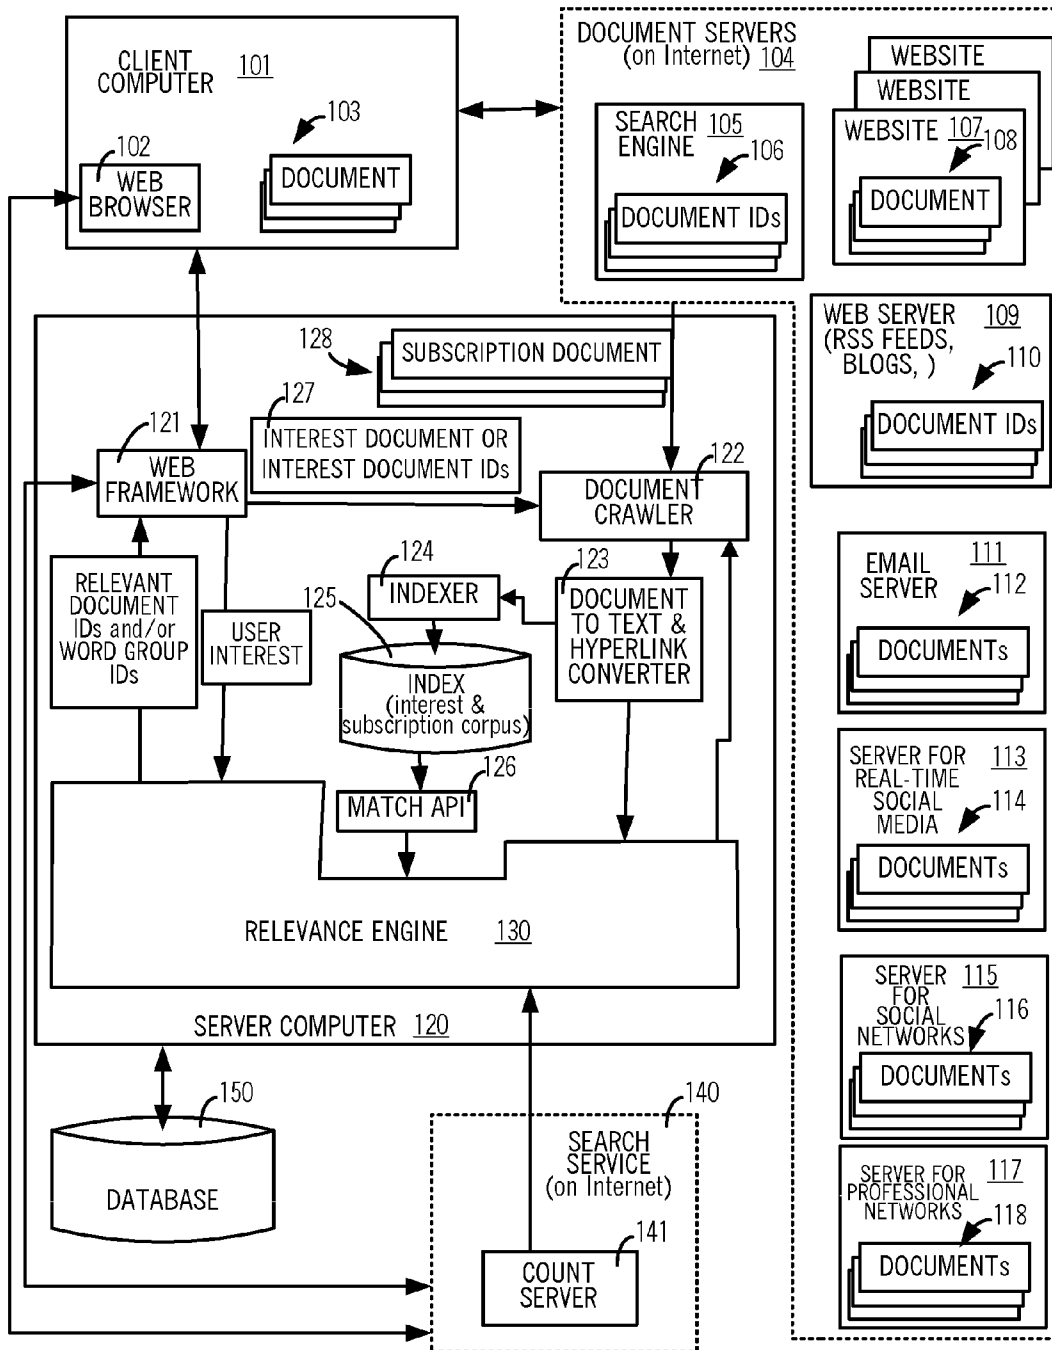 CLIENT
COMPUTER 101
103
102
WEB
BROWSER
DOCUMENT
DOCUMENT SERVERS
(on Internet) 104
SEARCH 105
ENGINE
106
DOCUMENT IDs
WEBSITE
WEBSITE
WEBSITE 107
108
DOCUMENT
WEB SERVER 109
(RSS FEEDS,
BLOGS, )
110
DOCUMENT IDs
EMAIL 111
SERVER
112
DOCUMENTs
SERVER FOR
REAL-TIME 113
SOCIAL
MEDIA
114
DOCUMENTs
SERVER 115
FOR
SOCIAL
NETWORKS
116
DOCUMENTs
SERVER FOR 117
PROFESSIONAL
NETWORKS
118
DOCUMENTs
128
SUBSCRIPTION DOCUMENT
127
INTEREST DOCUMENT OR
INTEREST DOCUMENT IDs
121
WEB
FRAMEWORK
122
DOCUMENT
CRAWLER
RELEVANT
DOCUMENT
IDs and/or
WORD GROUP
IDs
USER
INTEREST
124
INDEXER
123
DOCUMENT
TO TEXT &
HYPERLINK
CONVERTER
125
INDEX
(interest &
subscription corpus)
126
MATCH API
RELEVANCE ENGINE 130
SERVER COMPUTER 120
150
DATABASE
140
SEARCH
SERVICE
(on Internet)
141
COUNT
SERVER